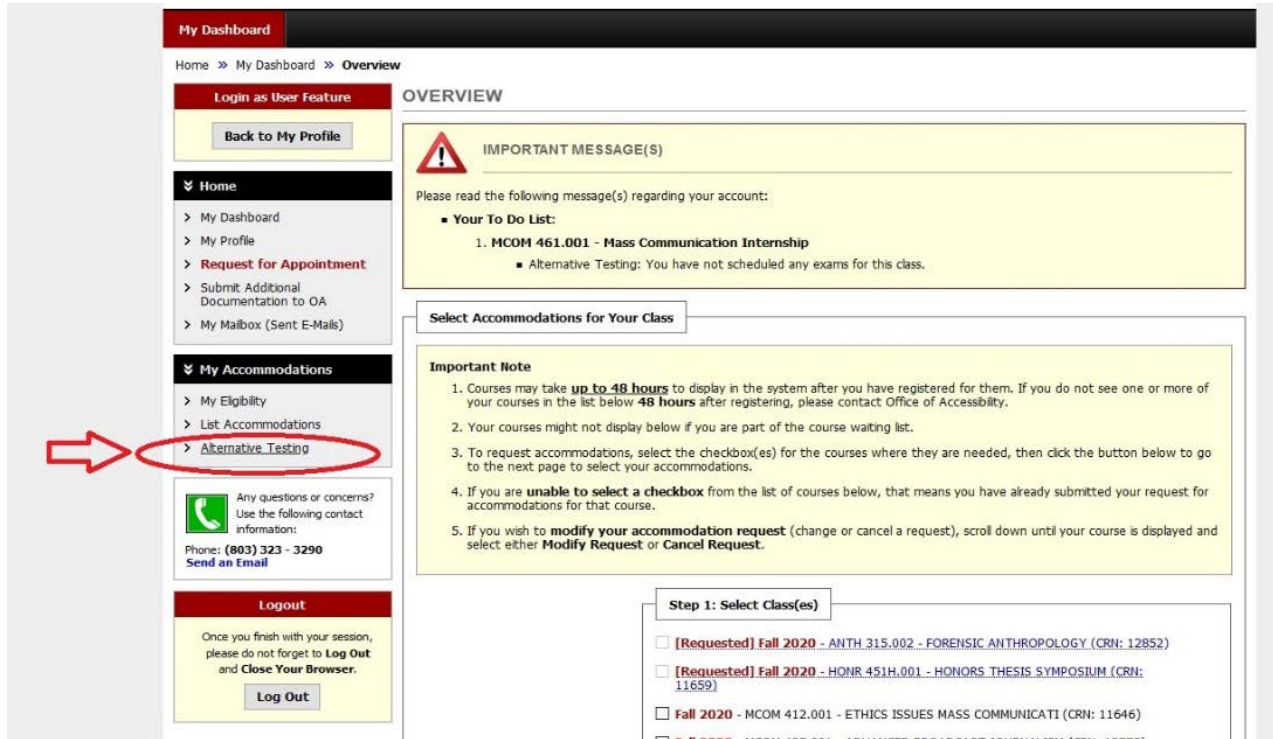 My Dashboard
Home » My Dashboard » Overview
Login as User Feature
Back to My Profile
Home
My Dashboard
My Profile
Request for Appointment
Submit Additional
Documentation to OA
My Mailbox (Sent E-Mails)
My Accommodations
My Eligibility
List Accommodations
Alternative Testing
Any questions or concerns?
Use the following contact
information:
Phone: (803) 323 - 3290
Send an Email
Logout
Once you finish with your session,
please do not forget to Log Out
and Close Your Browser.
Log Out
OVERVIEW
IMPORTANT MESSAGE(S)
Please read the following message(s) regarding your account:
Your To Do List:
1. MCOM 461.001 - Mass Communication Internship
Alternative Testing: You have not scheduled any exams for this class.
Select Accommodations for Your Class
Important Note
1. Courses may take up to 48 hours to display in the system after you have registered for them. If you do not see one or more of
your courses in the list below 48 hours after registering, please contact Office of Accessibility.
2. Your courses might not display below if you are part of the course waiting list.
3. To request accommodations, select the checkbox(es) for the courses where they are needed, then click the button below to go
to the next page to select your accommodations.
4. If you are unable to select a checkbox from the list of courses below, that means you have already submitted your request for
accommodations for that course.
5. If you wish to modify your accommodation request (change or cancel a request), scroll down until your course is displayed and
select either Modify Request or Cancel Request.
Step 1: Select Class(es)
[Requested] Fall 2020 - ANTH 315.002 - FORENSIC ANTHROPOLOGY (CRN: 12852)
[Requested] Fall 2020 - HONR 451H.001 - HONORS THESIS SYMPOSIUM (CRN:
11659)
Fall 2020 - MCOM 412.001 - ETHICS ISSUES MASS COMMUNICATI (CRN: 11646)